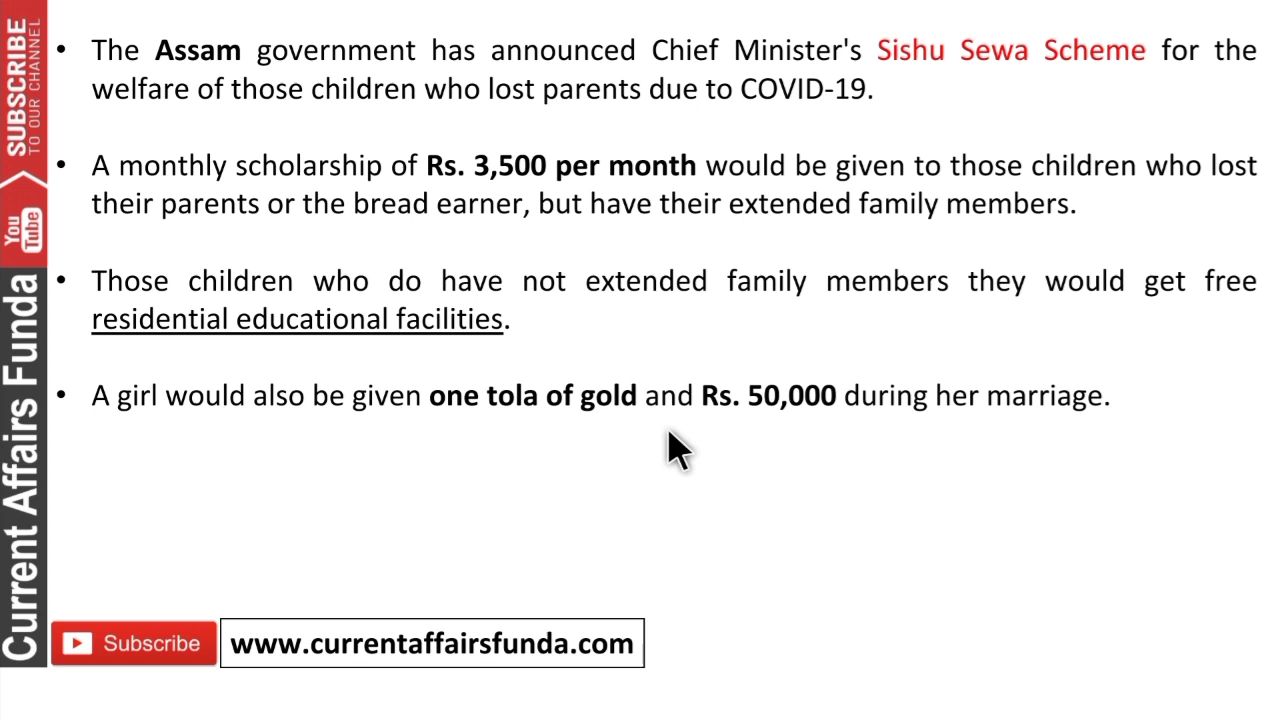 • The Assam government has announced Chief Minister's Sishu Sewa Scheme for the
welfare of those children who lost parents due to COVID-19.
• A monthly scholarship of Rs. 3,500 per month would be given to those children who lost
their parents or the bread earner, but have their extended family members.
• Those children who do have not extended family members they would get free
residential educational facilities.
• A girl would also be given one tola of gold and Rs. 50,000 during her marriage.
SUBSCRIBE
TO OUR CHANNEL
You
Tube
Current Affairs Funda
Subscribe
www.currentaffairsfunda.com